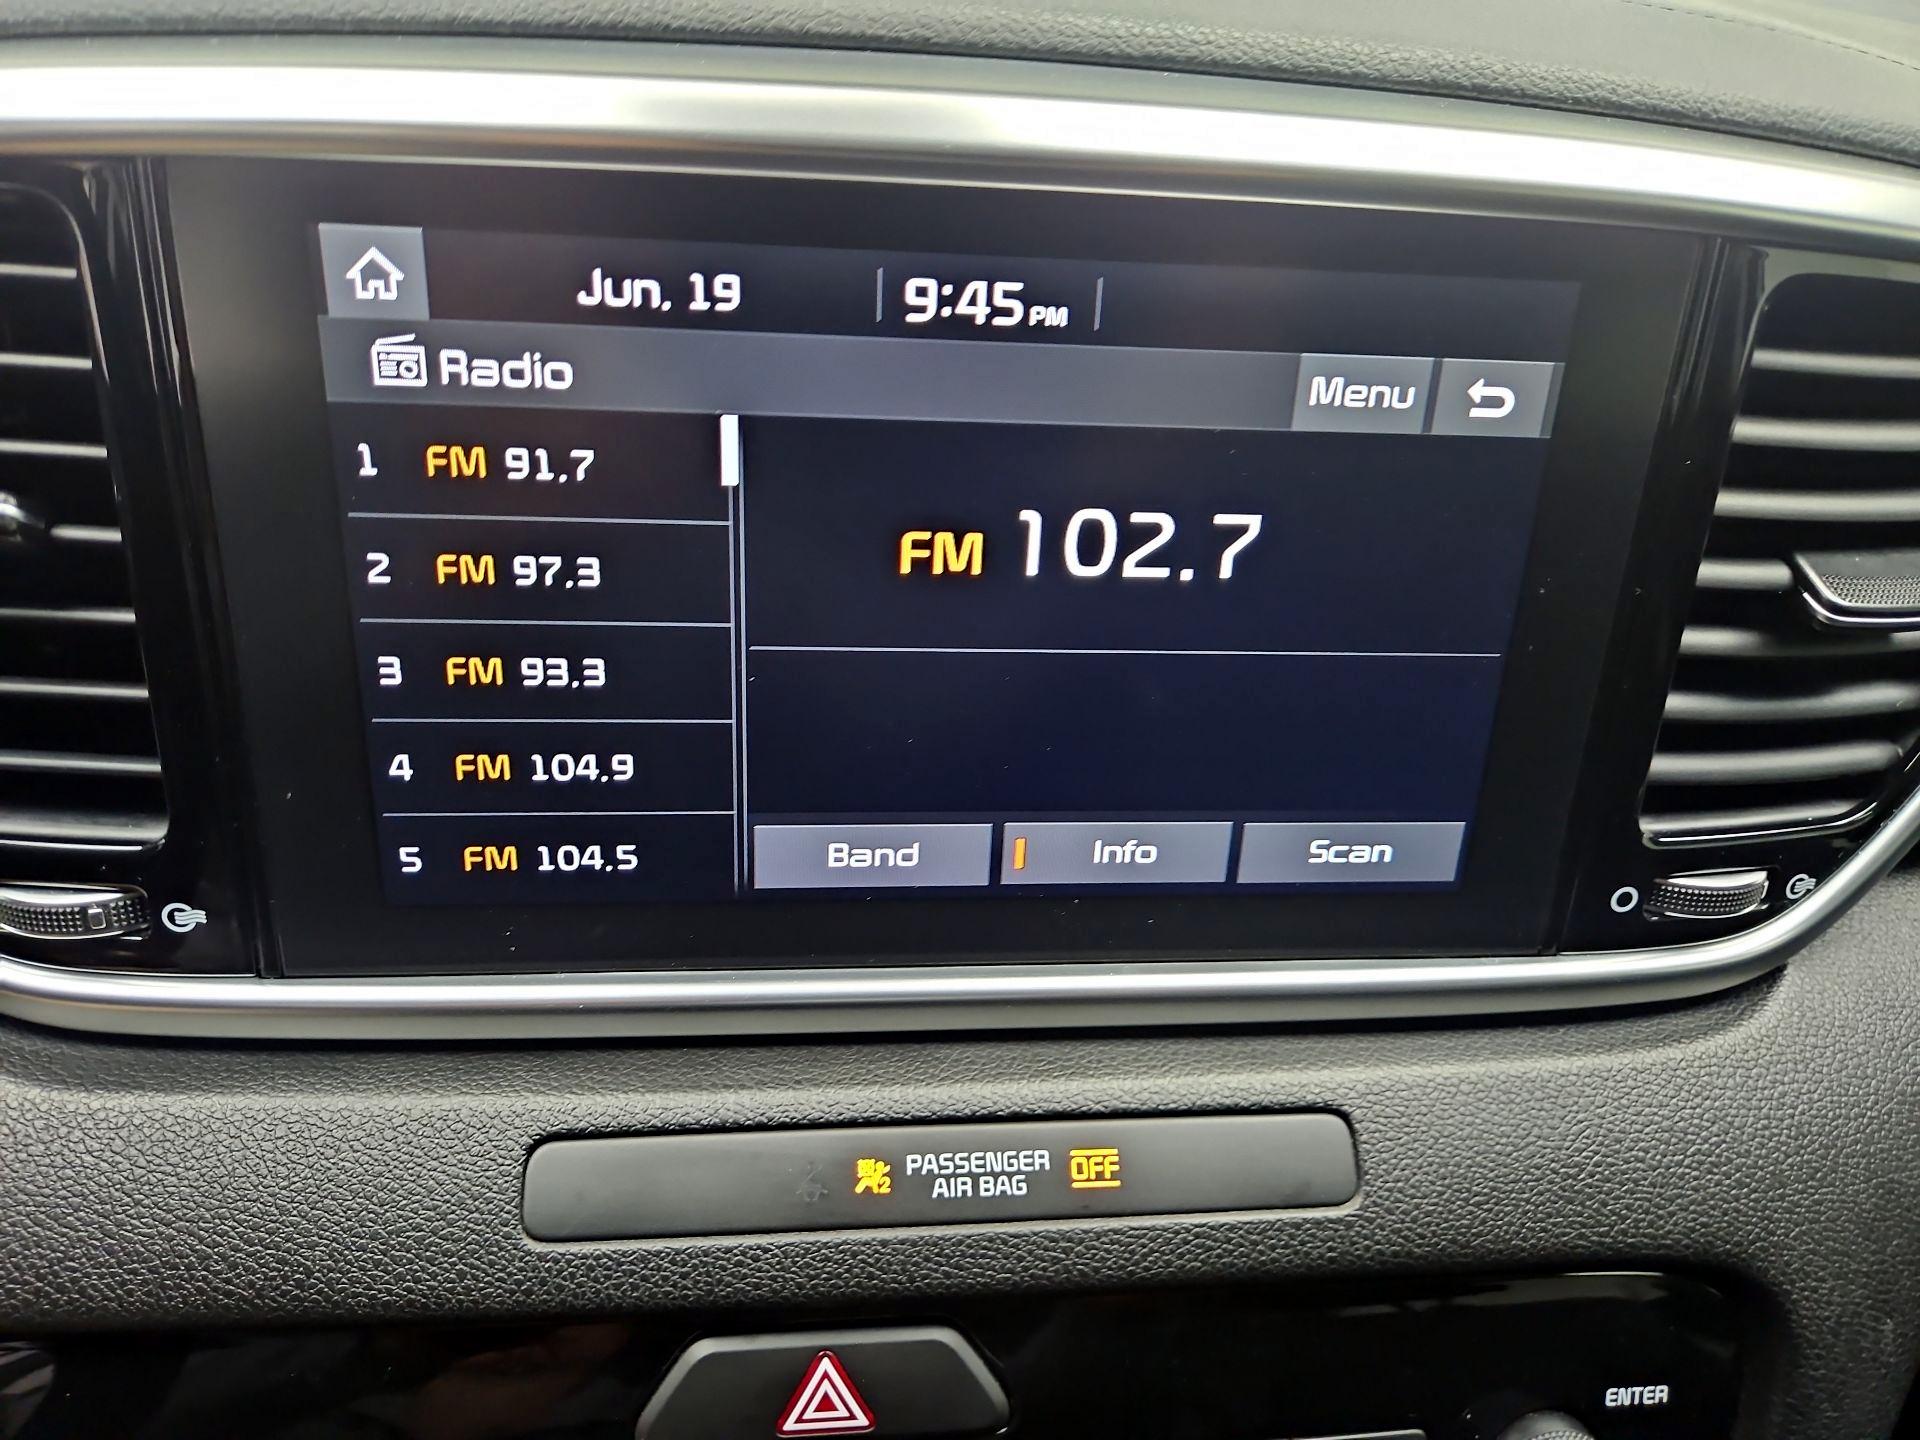 Jun. 19 9:45 PM
Radio
Menu
1 FM 91.7
2 FM 97.3
3 FM 93.3
4 FM 104.9
5 FM 104.5
FM 102.7
Band Info Scan
2 PASSENGER AIR BAG OFF
ENTER